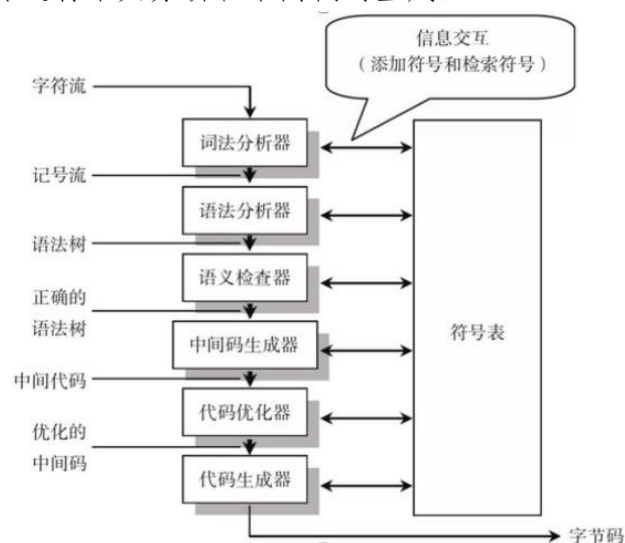 信息交互
（添加符号和检索符号）
字符流
词法分析器
记号流
语法分析器
语法树
语义检查器
正确的
语法树
中间码生成器
符号表
中间代码
代码优化器
优化的
中间码
代码生成器
字节码